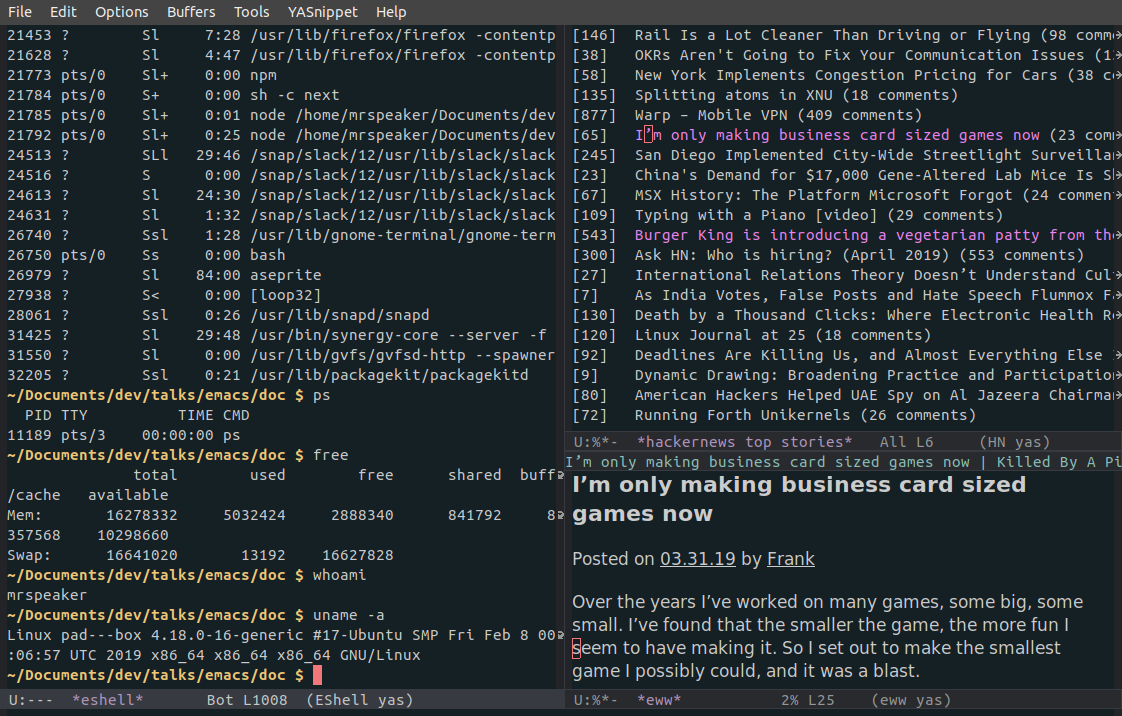 File Edit Options Buffers Tools YASnippet Help
21453 ? Sl 7:28 /usr/lib/firefox/firefox -contentp
21628 ? Sl 4:47 /usr/lib/firefox/firefox -contentp
21773 pts/0 Sl+ 0:00 npm
21784 pts/0 S+ 0:00 sh -c next
21785 pts/0 Sl+ 0:01 node /home/mrspeaker/Documents/dev
21792 pts/0 Sl+ 0:25 node /home/mrspeaker/Documents/dev
24513 ? SLl 29:46 /snap/slack/12/usr/lib/slack/slack
24516 ? S 0:00 /snap/slack/12/usr/lib/slack/slack
24613 ? Sl 24:30 /snap/slack/12/usr/lib/slack/slack
24631 ? Sl 1:32 /snap/slack/12/usr/lib/slack/slack
26740 ? Ssl 1:28 /usr/lib/gnome-terminal/gnome-term
26750 pts/0 Ss 0:00 bash
26979 ? Sl 84:00 aseprite
27938 ? S< 0:00 [loop32]
28061 ? Ssl 0:26 /usr/lib/snapd/snapd
31425 ? Sl 29:48 /usr/bin/synergy-core --server -f
31550 ? Sl 0:00 /usr/lib/gvfs/gvfsd-http --spawner
32205 ? Ssl 0:21 /usr/lib/packagekit/packagekitd
~/Documents/dev/talks/emacs/doc $ ps
PID TTY TIME CMD
11189 pts/3 00:00:00 ps
~/Documents/dev/talks/emacs/doc $ free
total used free shared buff
/cache available
Mem: 16278332 5032424 2888340 841792 8
357568 10298660
Swap: 16641020 13192 16627828
~/Documents/dev/talks/emacs/doc $ whoami
mrspeaker
~/Documents/dev/talks/emacs/doc $ uname -a
Linux pad---box 4.18.0-16-generic #17-Ubuntu SMP Fri Feb 8 00
:06:57 UTC 2019 x86_64 x86_64 x86_64 GNU/Linux
~/Documents/dev/talks/emacs/doc $
U:--- *eshell* Bot L1008 (EShell yas)
[146] Rail Is a Lot Cleaner Than Driving or Flying (98 comm
[38] OKRs Aren't Going to Fix Your Communication Issues (1
[58] New York Implements Congestion Pricing for Cars (38 c
[135] Splitting atoms in XNU (18 comments)
[877] Warp – Mobile VPN (409 comments)
[65] I’m only making business card sized games now (23 com
[245] San Diego Implemented City-Wide Streetlight Surveilla
[23] China's Demand for $17,000 Gene-Altered Lab Mice Is S
[67] MSX History: The Platform Microsoft Forgot (24 commen
[109] Typing with a Piano [video] (29 comments)
[543] Burger King is introducing a vegetarian patty from th
[300] Ask HN: Who is hiring? (April 2019) (553 comments)
[27] International Relations Theory Doesn’t Understand Cul
[7] As India Votes, False Posts and Hate Speech Flummox F
[130] Death by a Thousand Clicks: Where Electronic Health R
[120] Linux Journal at 25 (18 comments)
[92] Deadlines Are Killing Us, and Almost Everything Else
[9] Dynamic Drawing: Broadening Practice and Participatio
[80] American Hackers Helped UAE Spy on Al Jazeera Chairma
[72] Running Forth Unikernels (26 comments)
U:%*- *hackernews top stories* All L6 (HN yas)
I’m only making business card sized games now | Killed By A Pi
I’m only making business card sized
games now
Posted on 03.31.19 by Frank
Over the years I’ve worked on many games, some big, some
small. I’ve found that the smaller the game, the more fun I
seem to have making it. So I set out to make the smallest
game I possibly could, and it was a blast.
U:%*- *eww* 2% L25 (eww yas)